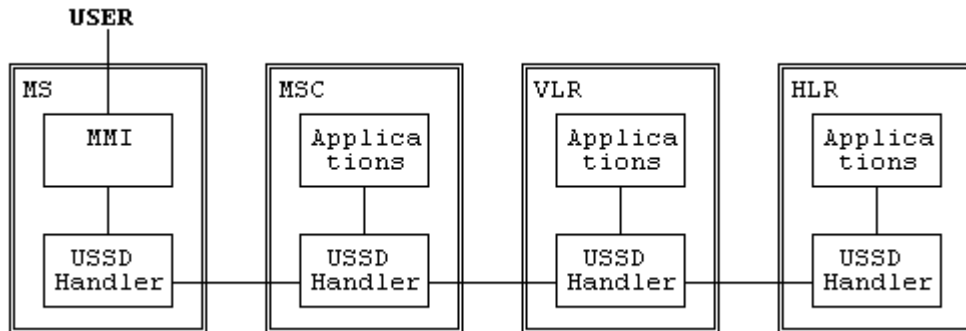 USER
MS
MMI
USSD
Handler
MSC
Applica
tions
USSD
Handler
VLR
Applica
tions
USSD
Handler
HLR
Applica
tions
USSD
Handler